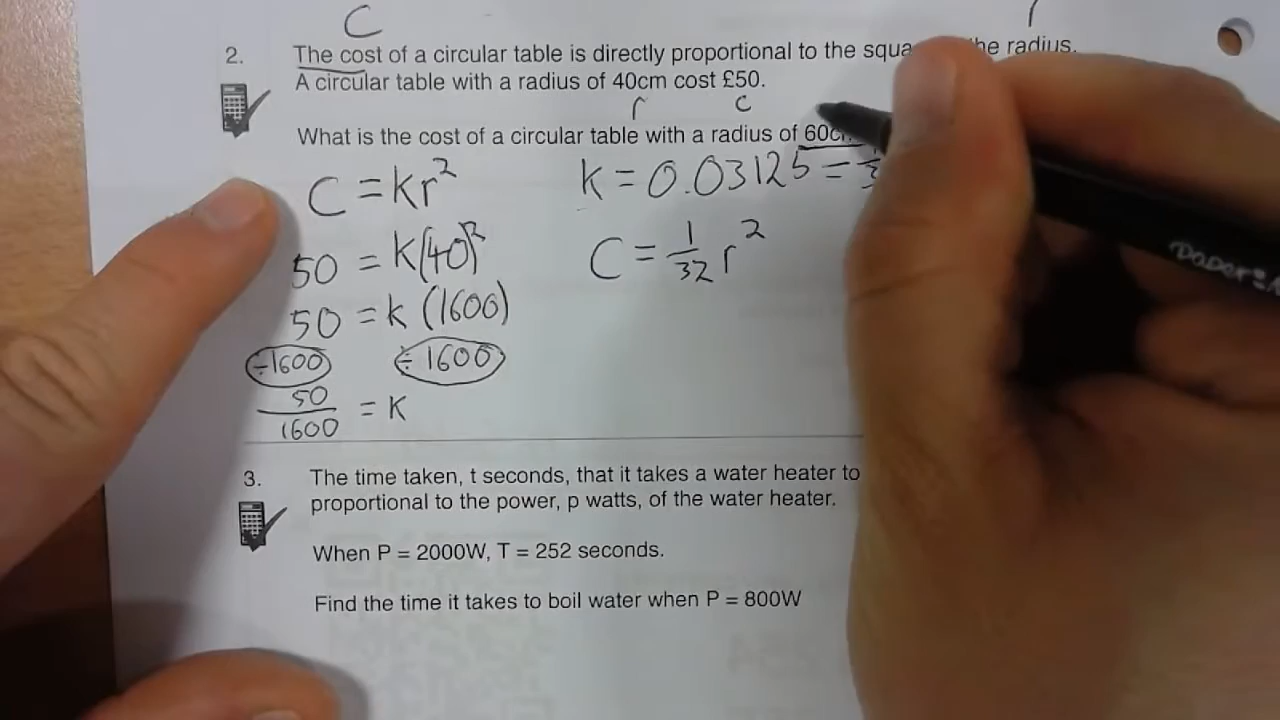 C
r
2. The cost of a circular table is directly proportional to the the radius.
A circular table with a radius of 40cm cost £50.
r c
What is the cost of a circular table with a radius of
C = kr²
k = 0.03125 =
50 = k(40)²
C = 1/32 r²
50 = k (1600)
÷1600 ÷1600
50/1600 = k
3. The time taken, t seconds, that it takes a water heater to
proportional to the power, p watts, of the water heater.
When P = 2000W, T = 252 seconds.
Find the time it takes to boil water when P = 800W